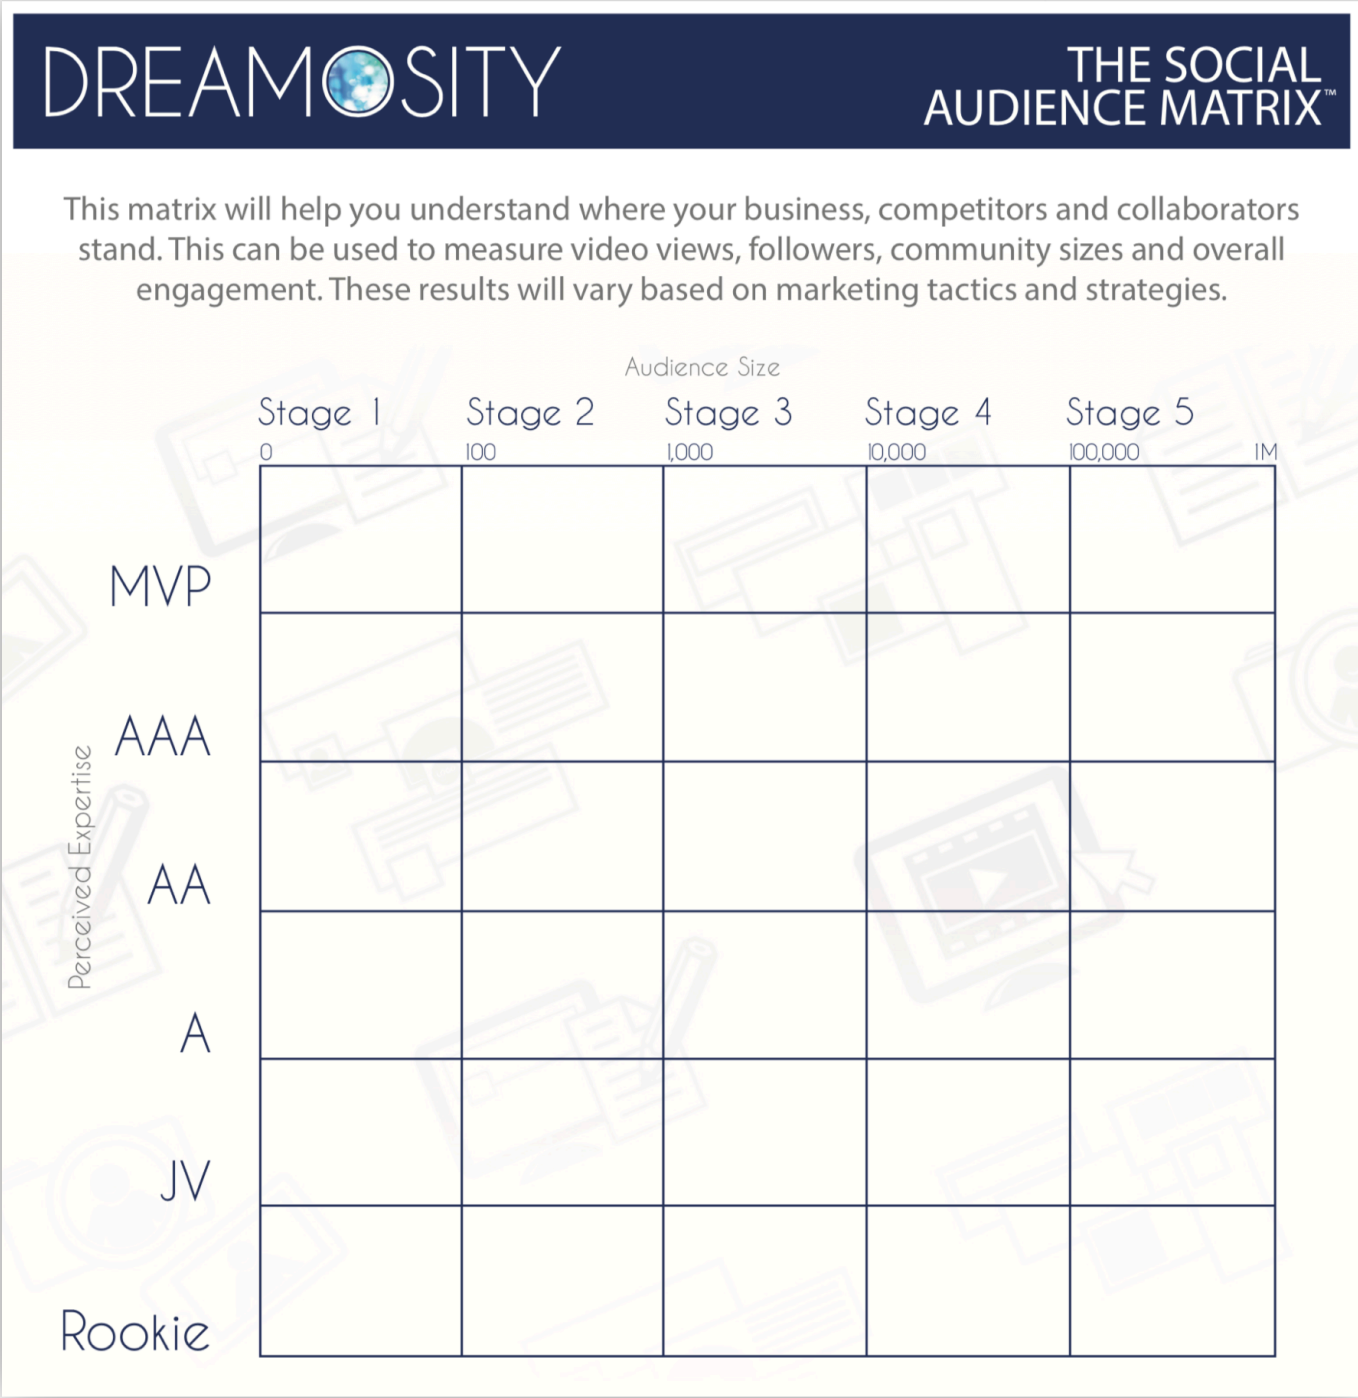 DREAMOSITY
THE SOCIAL
AUDIENCE MATRIX™
This matrix will help you understand where your business, competitors and collaborators
stand. This can be used to measure video views, followers, community sizes and overall
engagement. These results will vary based on marketing tactics and strategies.
Audience Size
Stage 1 Stage 2 Stage 3 Stage 4 Stage 5
0 100 1,000 10,000 100,000 1M
MVP
AAA
Perceived Expertise
AA
A
JV
Rookie